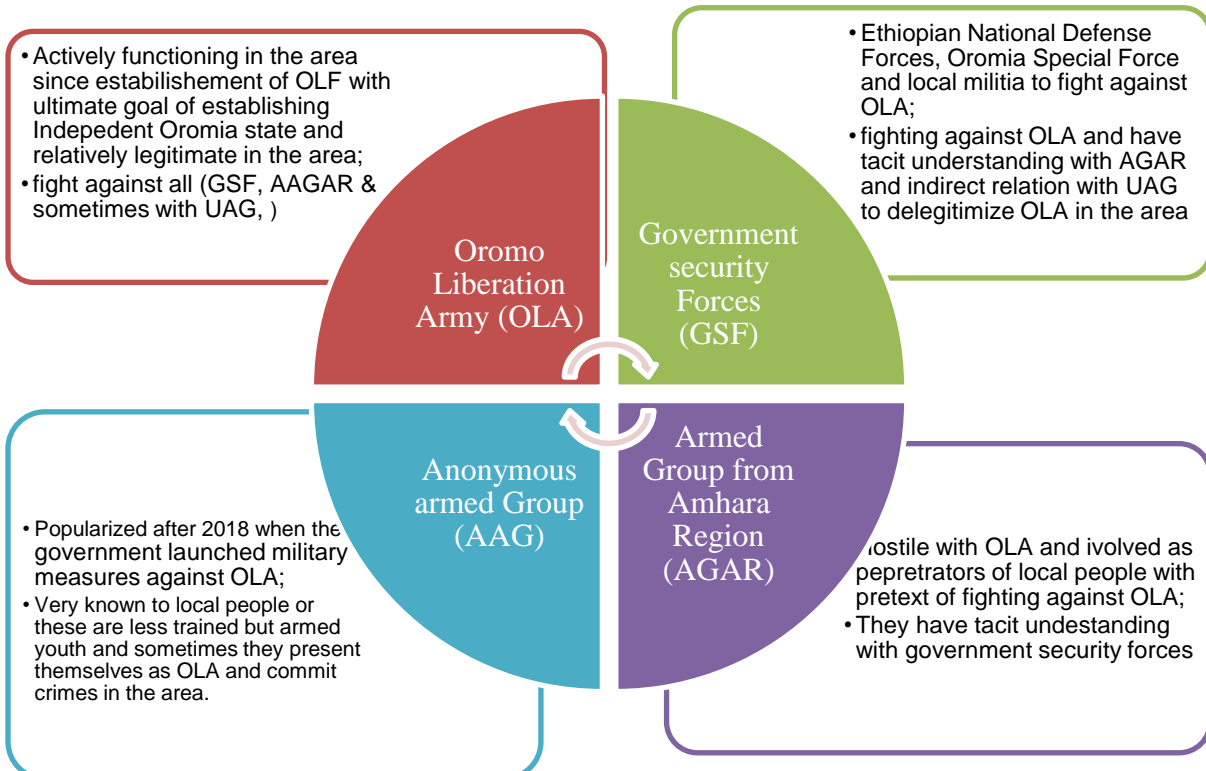 • Actively functioning in the area
since estabilishement of OLF with
ultimate goal of establishing
Indepedent Oromia state and
relatively legitimate in the area;
• fight against all (GSF, AAGAR &
sometimes with UAG, )
• Ethiopian National Defense
Forces, Oromia Special Force
and local militia to fight against
OLA;
• fighting against OLA and have
tacit understanding with AGAR
and indirect relation with UAG
to delegitimize OLA in the area
Oromo
Liberation
Army (OLA)
Government
security
Forces
(GSF)
Anonymous
armed Group
(AAG)
Armed
Group from
Amhara
Region
(AGAR)
• Popularized after 2018 when the
government launched military
measures against OLA;
• Very known to local people or
these are less trained but armed
youth and sometimes they present
themselves as OLA and commit
crimes in the area.
ostile with OLA and ivolved as
pepretrators of local people with
pretext of fighting against OLA;
• They have tacit undestanding
with government security forces